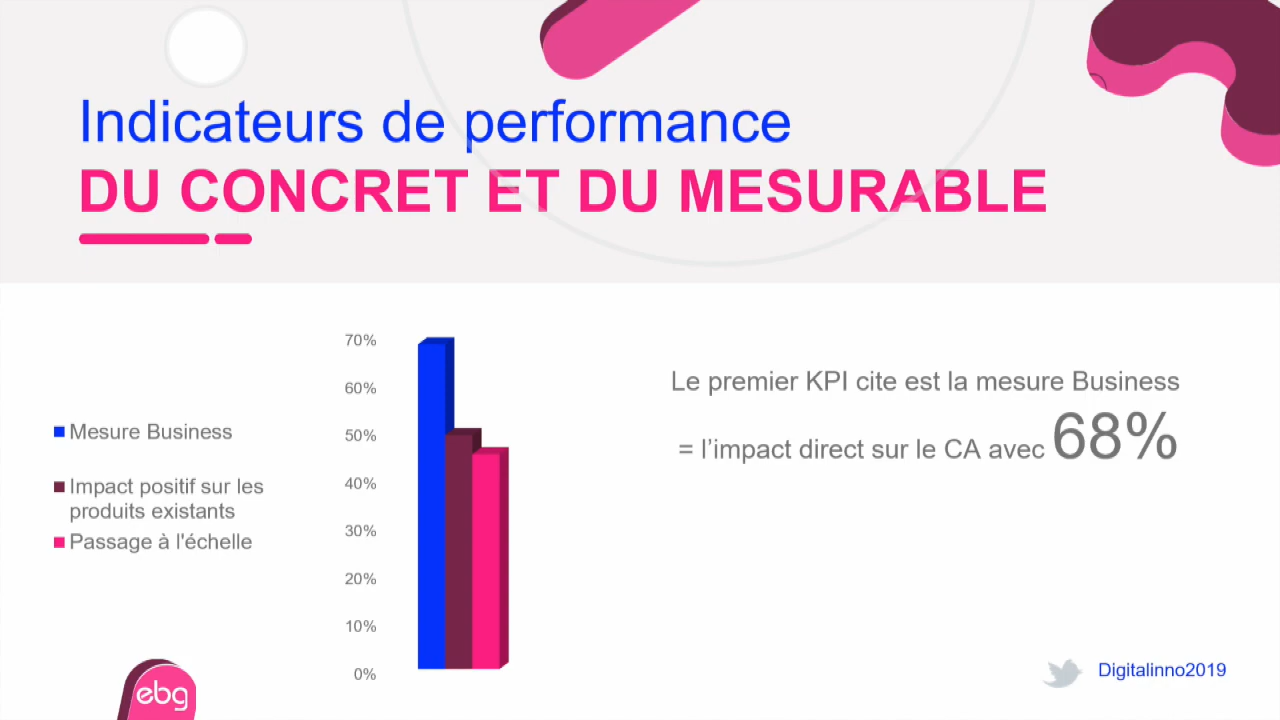 Indicateurs de performance
DU CONCRET ET DU MESURABLE
70%
60%
50%
40%
30%
20%
10%
0%
Mesure Business
Impact positif sur les
produits existants
Passage à l'échelle
Le premier KPI cite est la mesure Business
= l’impact direct sur le CA avec 68%
ebg
Digitalinno2019